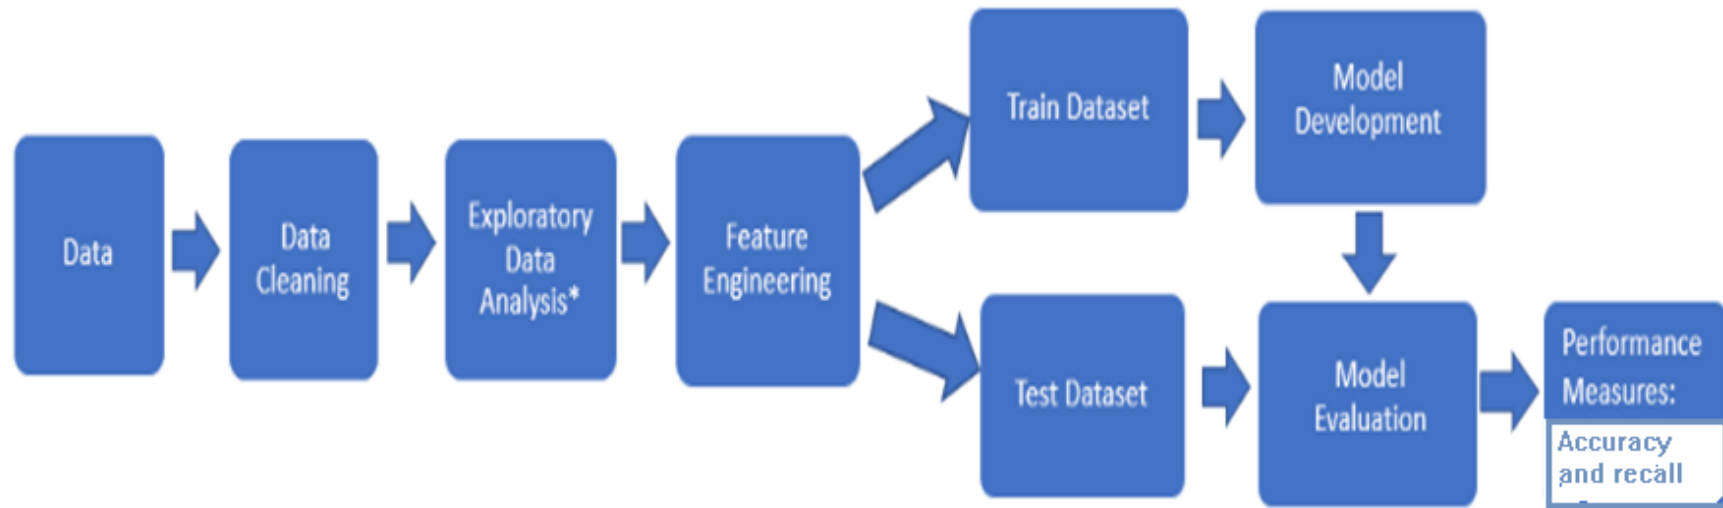 Data
Data
Cleaning
Exploratory
Data
Analysis*
Feature
Engineering
Train Dataset
Model
Development
Test Dataset
Model
Evaluation
Performance
Measures:
Accuracy
and recall